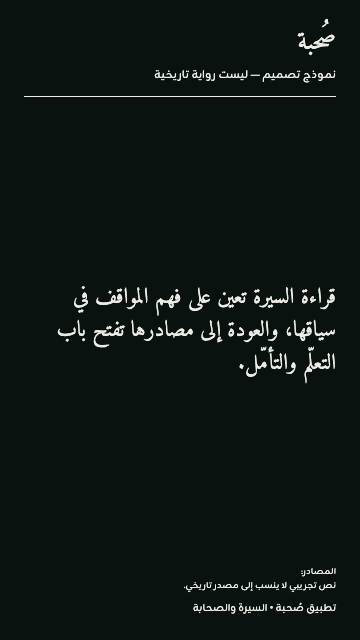 صُحبة
نموذج تصميم — ليست رواية تاريخية
قراءة السيرة تعين على فهم المواقف في
سياقها، والعودة إلى مصادرها تفتح باب
التعلّم والتأمّل.
المصادر:
نص تجريبي لا ينسب إلى مصدر تاريخي.
تطبيق صُحبة • السيرة والصحابة